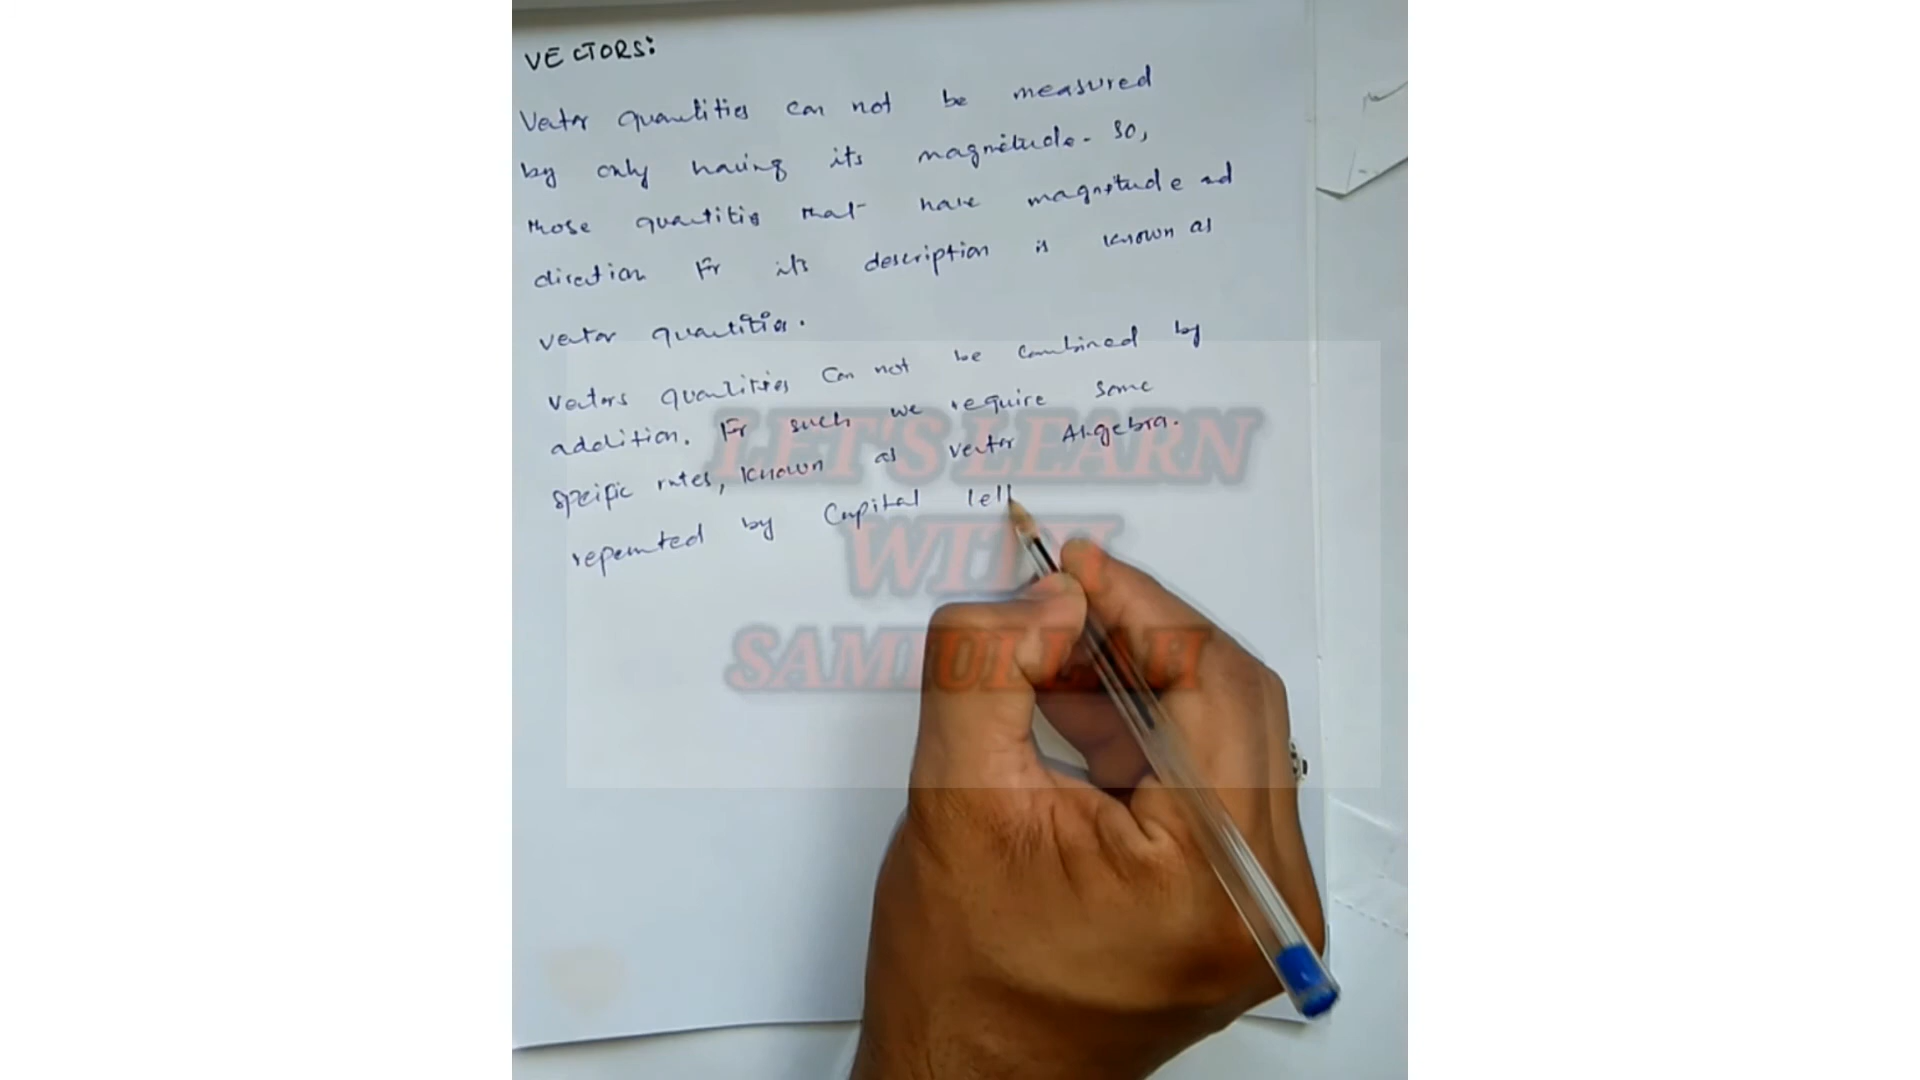 VECTORS:
Vector quantities can not be measured
by only having its magnitude. So,
those quantities that have magnitude and
direction for its description is known as
vector quantities.
Vectors quantities can not be combined by
addition. For such we require some
speific rules, known as vector Algebra.
by Capital lett
LET'S LEARN
WITH
SAMIULLAH